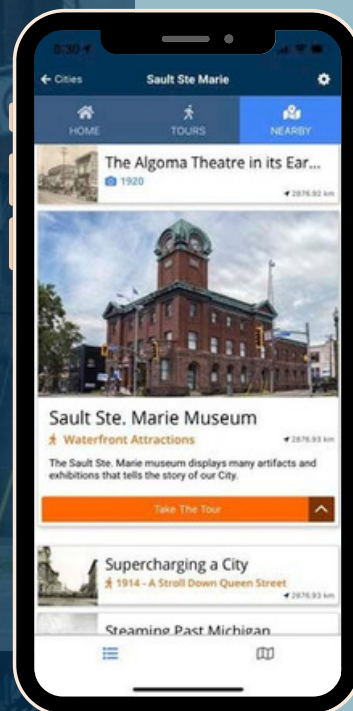 8:30
Cities
Sault Ste Marie
HOME
TOURS
NEARBY
The Algoma Theatre in its Ear...
1920
2876.92 km
Sault Ste. Marie Museum
Waterfront Attractions
2876.93 km
The Sault Ste. Marie museum displays many artifacts and
exhibitions that tells the story of our City.
Take The Tour
Supercharging a City
1914 - A Stroll Down Queen Street
2876.93 km
Steaming Past Michigan